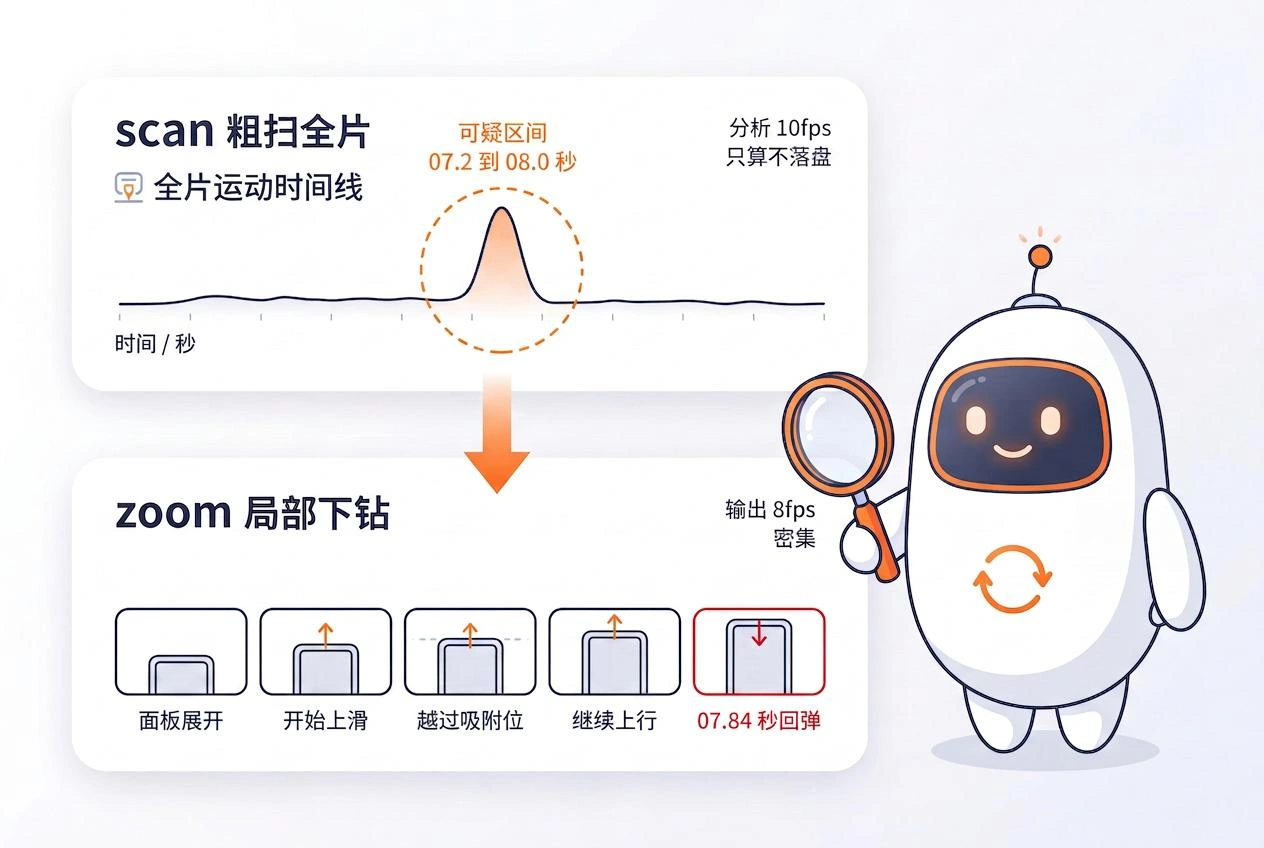 scan 粗扫全片
全片运动时间线
可疑区间
07.2 到 08.0 秒
分析 10fps
只算不落盘
时间 / 秒
zoom 局部下钻
输出 8fps
密集
面板展开
开始上滑
越过吸附位
继续上行
07.84 秒回弹